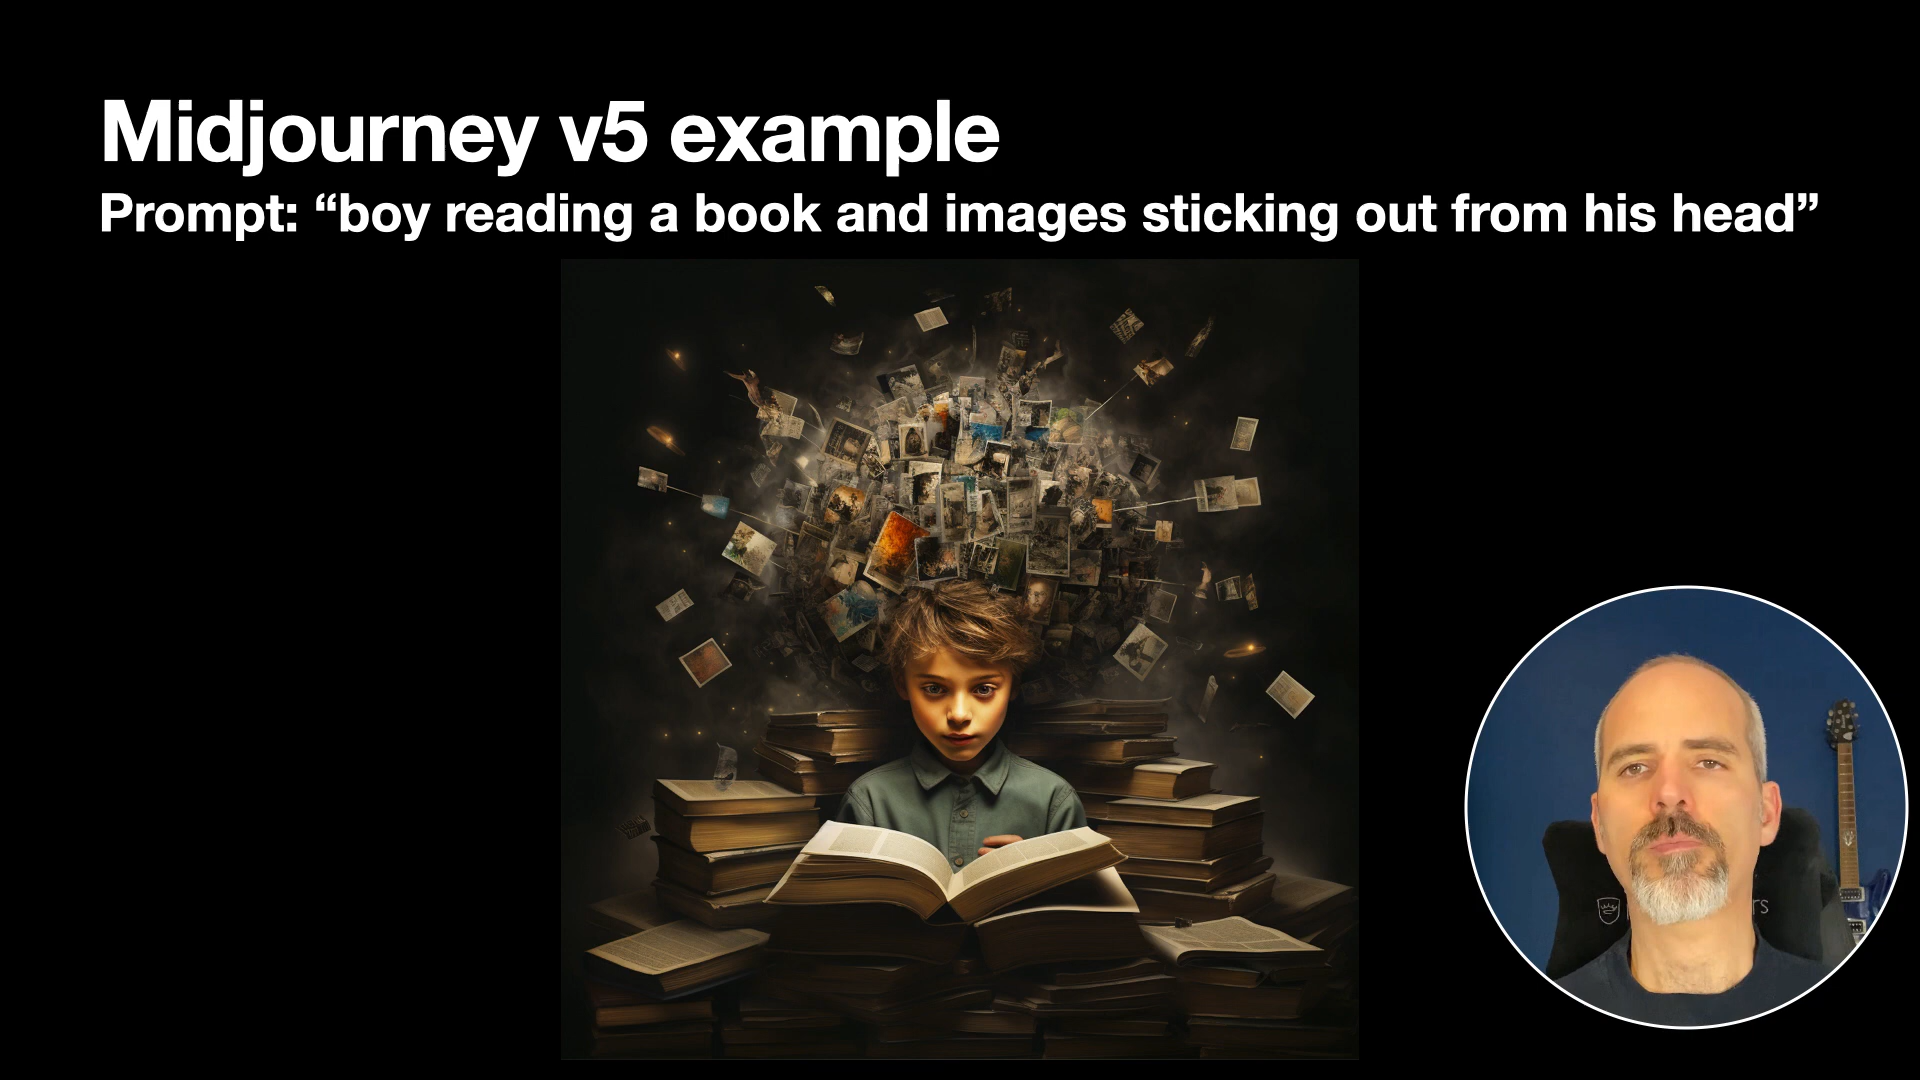 Midjourney v5 example
Prompt: “boy reading a book and images sticking out from his head”